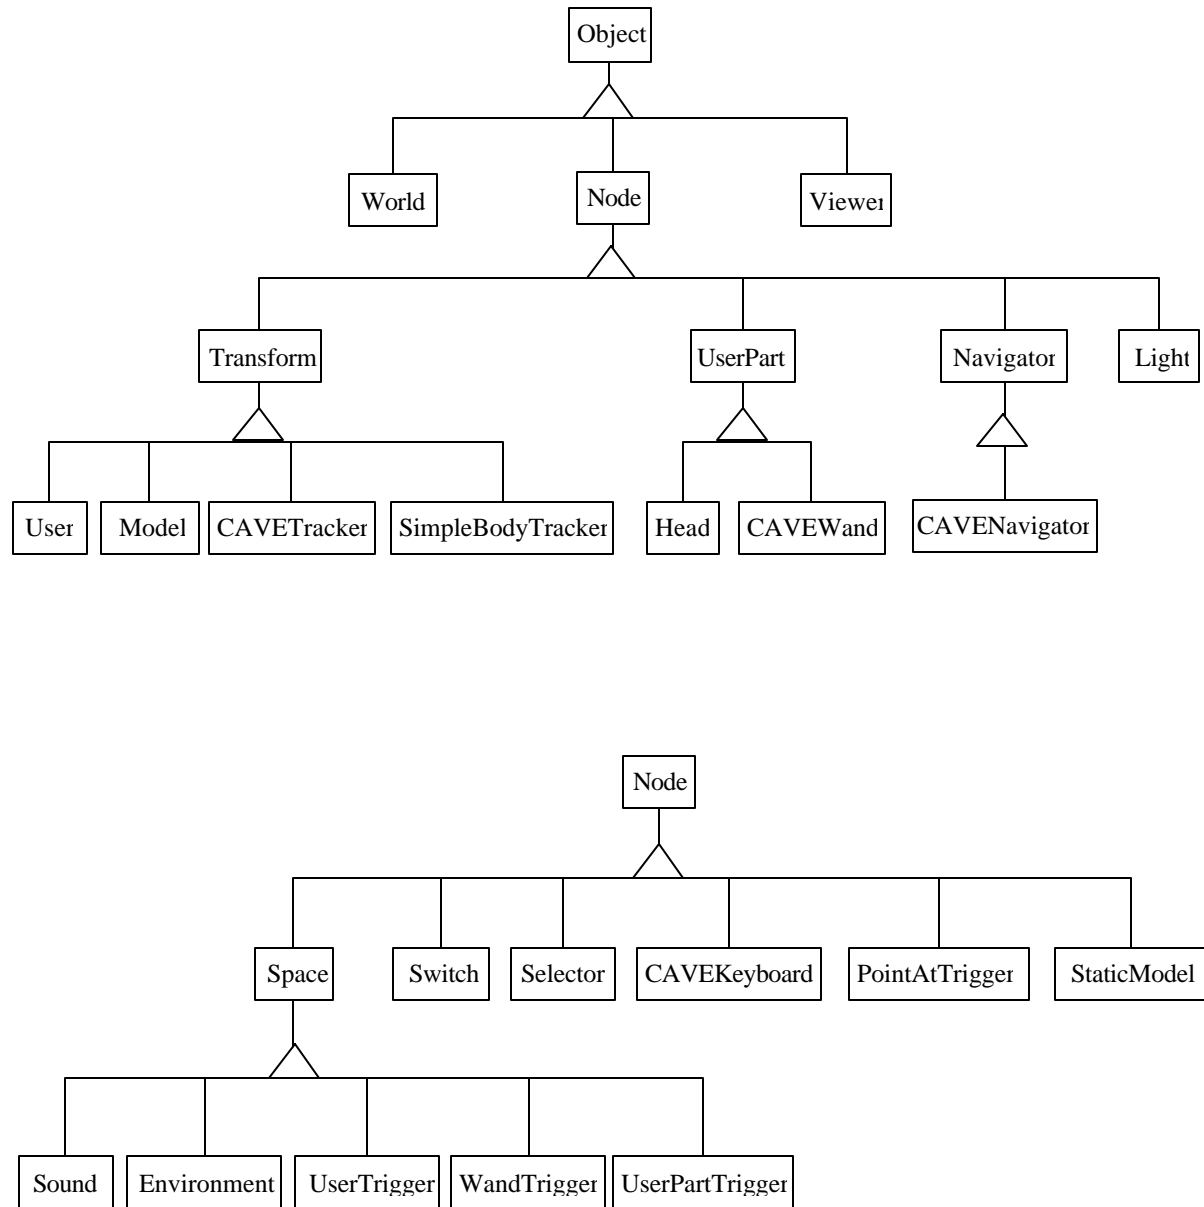 Object
World
Node
Viewer
Transform
UserPart
Navigator
Light
User
Model
CAVETracker
SimpleBodyTracker
Head
CAVEWand
CAVENavigator
Node
Space
Switch
Selector
CAVEKeyboard
PointAtTrigger
StaticModel
Sound
Environment
UserTrigger
WandTrigger
UserPartTrigger